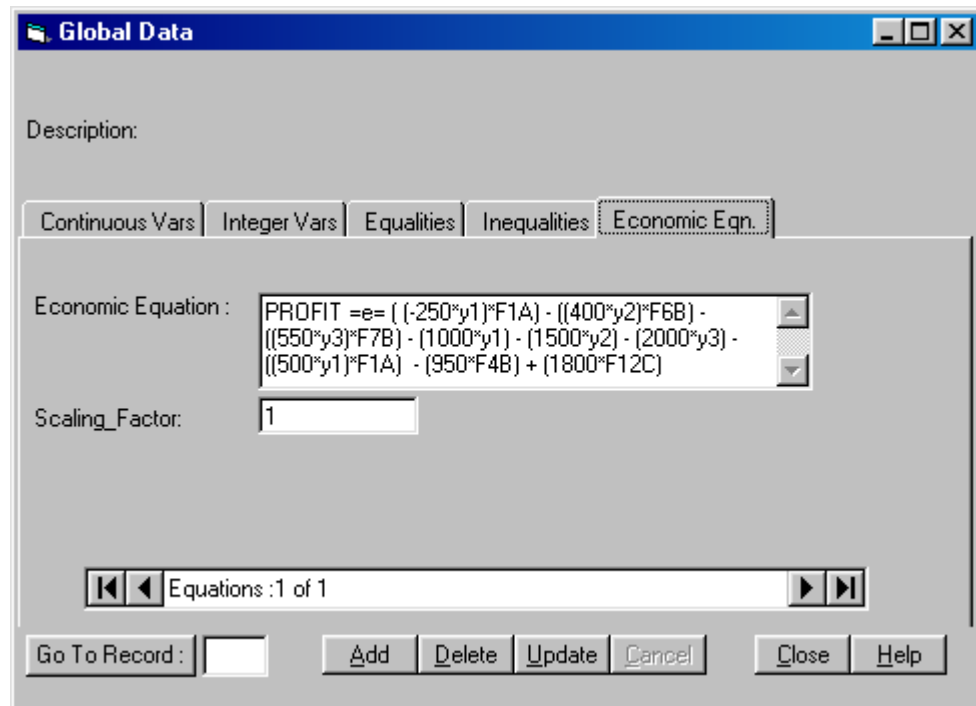 Global Data
Description:
Continuous Vars Integer Vars Equalities Inequalities Economic Eqn.
Economic Equation :
PROFIT =e= ( (-250*y1)*F1A) - ((400*y2)*F6B) -
((550*y3)*F7B) - (1000*y1) - (1500*y2) - (2000*y3) -
((500*y1)*F1A)  - (950*F4B) + (1800*F12C)
Scaling_Factor:
1
Equations :1 of 1
Go To Record : Add Delete Update Cancel Close Help